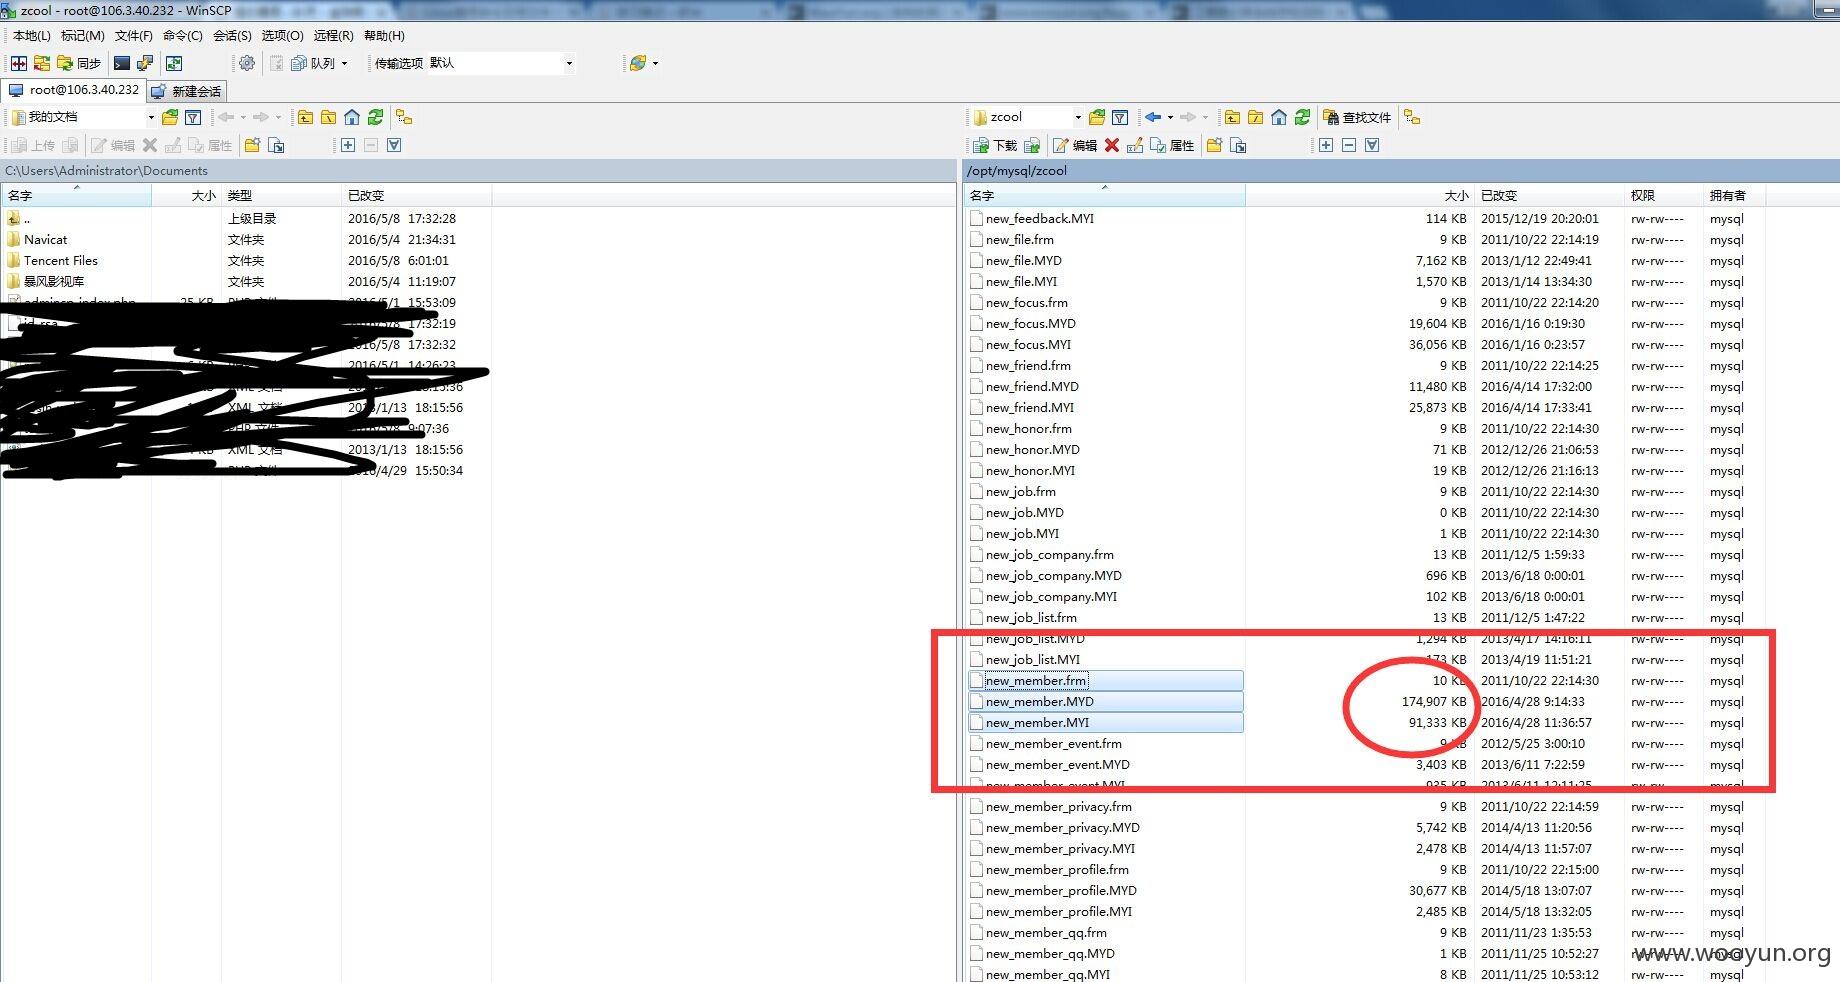 zcool - root@106.3.40.232 - WinSCP
本地(L) 标记(M) 文件(F) 命令(C) 会话(S) 选项(O) 远程(R) 帮助(H)
同步 队列 传输选项 默认
root@106.3.40.232 新建会话
我的文档
上传 编辑 属性
C:\Users\Administrator\Documents
名字 大小 类型 已改变
.. 上级目录 2016/5/8 17:32:28
Navicat 文件夹 2016/5/4 21:34:31
Tencent Files 文件夹 2016/5/8 6:01:01
暴风影视库 文件夹 2016/5/4 11:19:07
admincp-index.php 25 KB 15:53:09
id_rsa 2016/5/8 17:32:19
17:32:32
2016/5/1 14:26:23
XML 文档 18:15:36
XML 文档 18:15:56
PHP 文件 9:07:36
XML 文档 2013/1/13 18:15:56
PHP 文件 2016/4/29 15:50:34
zcool 查找文件
下载 编辑 属性
/opt/mysql/zcool
名字 大小 已改变 权限 拥有者
new_feedback.MYI 114 KB 2015/12/19 20:20:01 rw-rw---- mysql
new_file.frm 9 KB 2011/10/22 22:14:19 rw-rw---- mysql
new_file.MYD 7,162 KB 2013/1/12 22:49:41 rw-rw---- mysql
new_file.MYI 1,570 KB 2013/1/14 13:34:30 rw-rw---- mysql
new_focus.frm 9 KB 2011/10/22 22:14:20 rw-rw---- mysql
new_focus.MYD 19,604 KB 2016/1/16 0:19:30 rw-rw---- mysql
new_focus.MYI 36,056 KB 2016/1/16 0:23:57 rw-rw---- mysql
new_friend.frm 9 KB 2011/10/22 22:14:25 rw-rw---- mysql
new_friend.MYD 11,480 KB 2016/4/14 17:32:00 rw-rw---- mysql
new_friend.MYI 25,873 KB 2016/4/14 17:33:41 rw-rw---- mysql
new_honor.frm 9 KB 2011/10/22 22:14:30 rw-rw---- mysql
new_honor.MYD 71 KB 2012/12/26 21:06:53 rw-rw---- mysql
new_honor.MYI 19 KB 2012/12/26 21:16:13 rw-rw---- mysql
new_job.frm 9 KB 2011/10/22 22:14:30 rw-rw---- mysql
new_job.MYD 0 KB 2011/10/22 22:14:30 rw-rw---- mysql
new_job.MYI 1 KB 2011/10/22 22:14:30 rw-rw---- mysql
new_job_company.frm 13 KB 2011/12/5 1:59:33 rw-rw---- mysql
new_job_company.MYD 696 KB 2013/6/18 0:00:01 rw-rw---- mysql
new_job_company.MYI 102 KB 2013/6/18 0:00:01 rw-rw---- mysql
new_job_list.frm 13 KB 2011/12/5 1:47:22 rw-rw---- mysql
new_job_list.MYD 1,294 KB 2013/4/17 14:16:11 rw-rw---- mysql
new_job_list.MYI 173 KB 2013/4/19 11:51:21 rw-rw---- mysql
new_member.frm 10 KB 2011/10/22 22:14:30 rw-rw---- mysql
new_member.MYD 174,907 KB 2016/4/28 9:14:33 rw-rw---- mysql
new_member.MYI 91,333 KB 2016/4/28 11:36:57 rw-rw---- mysql
new_member_event.frm 9 KB 2012/5/25 3:00:10 rw-rw---- mysql
new_member_event.MYD 3,403 KB 2013/6/11 7:22:59 rw-rw---- mysql
new_member_event.MYI 935 KB 2013/6/11 12:11:25 rw-rw---- mysql
new_member_privacy.frm 9 KB 2011/10/22 22:14:59 rw-rw---- mysql
new_member_privacy.MYD 5,742 KB 2014/4/13 11:20:56 rw-rw---- mysql
new_member_privacy.MYI 2,478 KB 2014/4/13 11:57:07 rw-rw---- mysql
new_member_profile.frm 9 KB 2011/10/22 22:15:00 rw-rw---- mysql
new_member_profile.MYD 30,677 KB 2014/5/18 13:07:07 rw-rw---- mysql
new_member_profile.MYI 2,485 KB 2014/5/18 13:32:05 rw-rw---- mysql
new_member_qq.frm 9 KB 2011/11/23 1:35:53 rw-rw---- mysql
new_member_qq.MYD 1 KB 2011/11/25 10:52:27 rw-rw---- mysql
new_member_qq.MYI 8 KB 2011/11/25 10:53:12 rw-rw---- mysql
www.wooyun.org